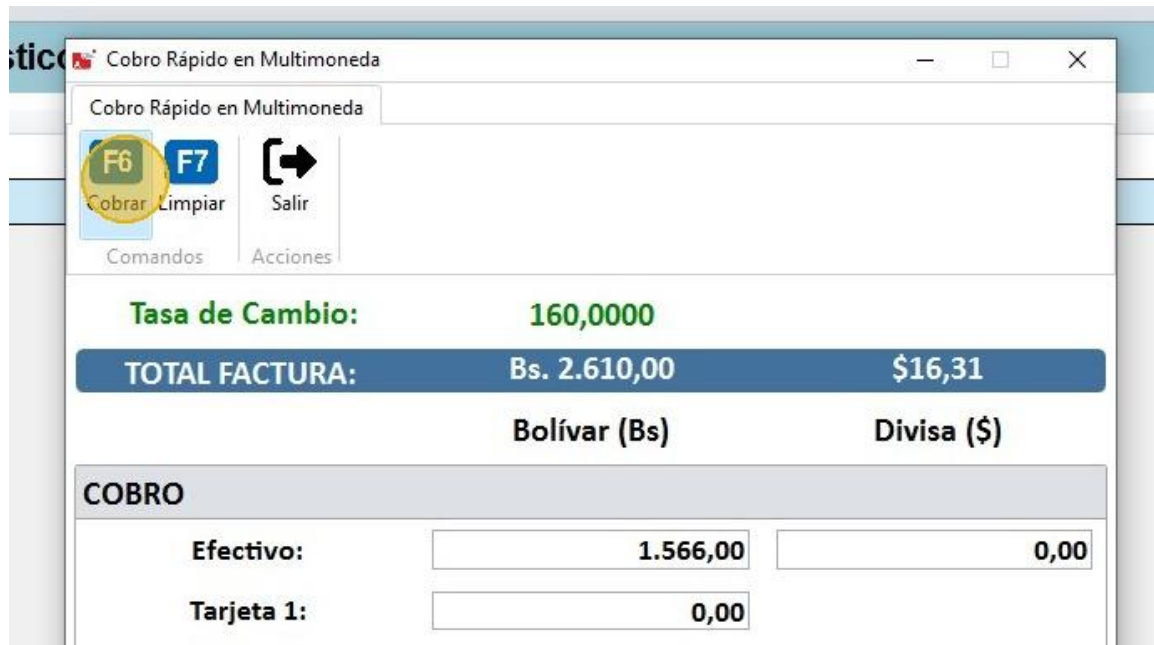 stico
Cobro Rápido en Multimoneda
Cobro Rápido en Multimoneda
F6 F7
Cobrar Limpiar Salir
Comandos Acciones
Tasa de Cambio: 160,0000
TOTAL FACTURA: Bs. 2.610,00 $16,31
Bolívar (Bs) Divisa ($)
COBRO
Efectivo: 1.566,00 0,00
Tarjeta 1: 0,00